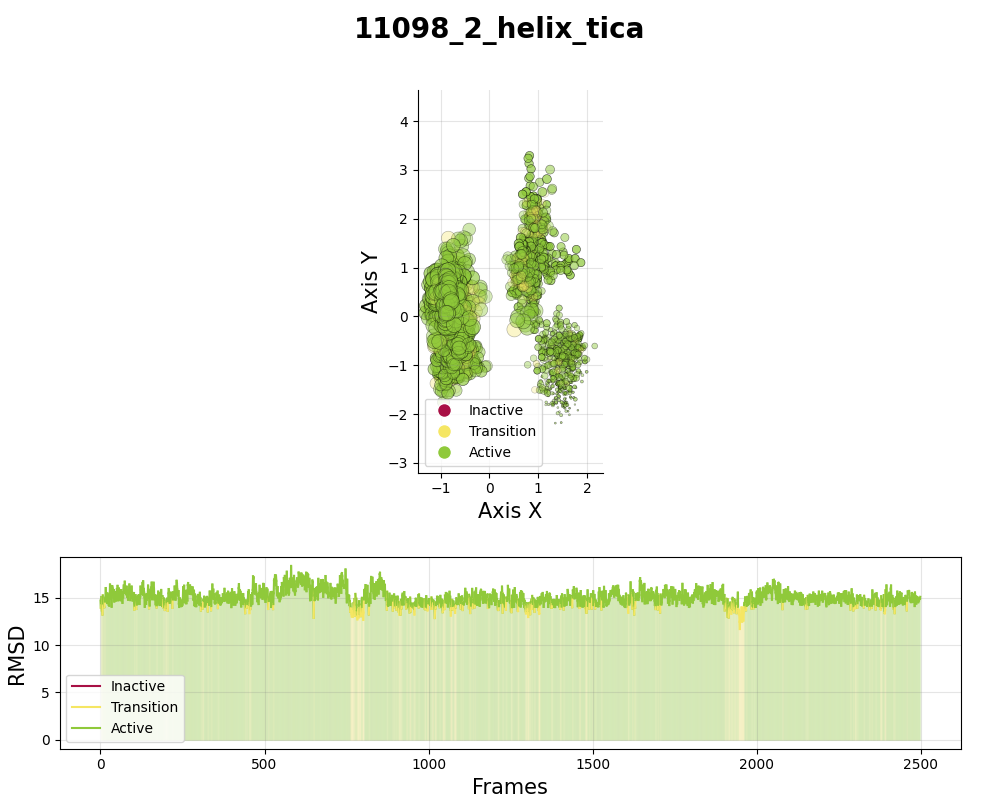 11098_2_helix_tica
4
3
2
1
0
−1
−2
−3
Axis Y
Inactive
Transition
Active
−1
0
1
2
Axis X
15
10
5
0
RMSD
Inactive
Transition
Active
0
500
1000
1500
2000
2500
Frames